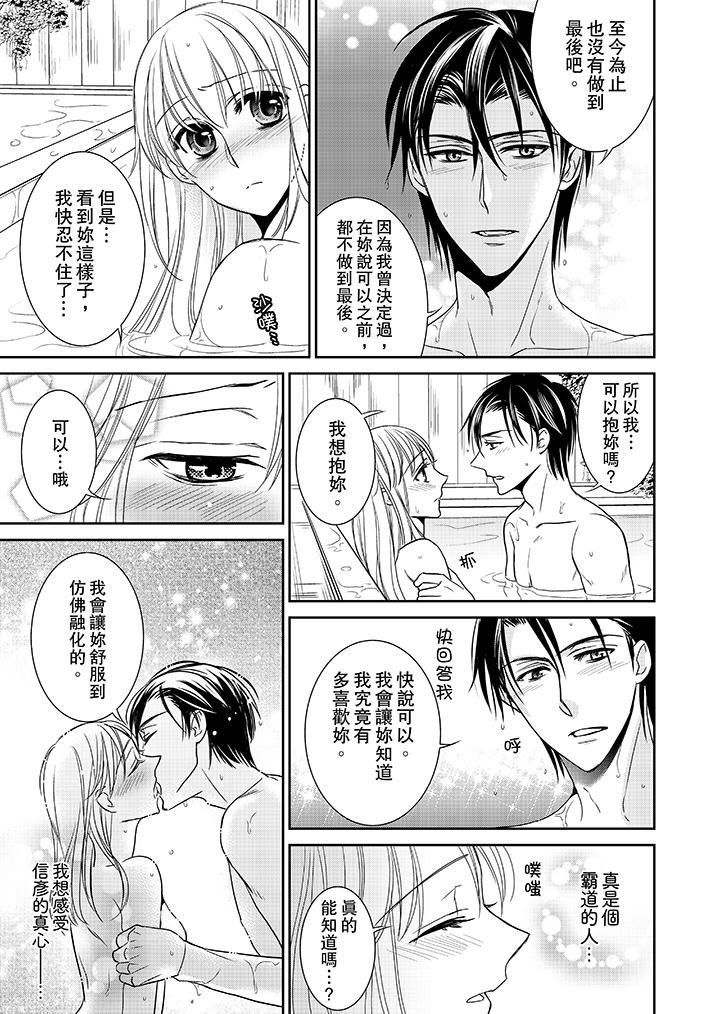 至今為止
也沒有做到
最後吧。
因為我曾決定過，
在妳說可以之前，
都不做到最後。
但是…
看到妳這樣子，
我快忍不住了…
沙噗…
所以我…
可以抱妳嗎？
我想抱妳。
抓
可以…哦
快回答我
快說可以。
我會讓妳知道
我究竟有
多喜歡妳。
呼
真是個
霸道的人…
噗嗤
真的
能知道嗎…？
我會讓妳舒服到
仿佛融化的。
我想感受
信彥的真心
——…